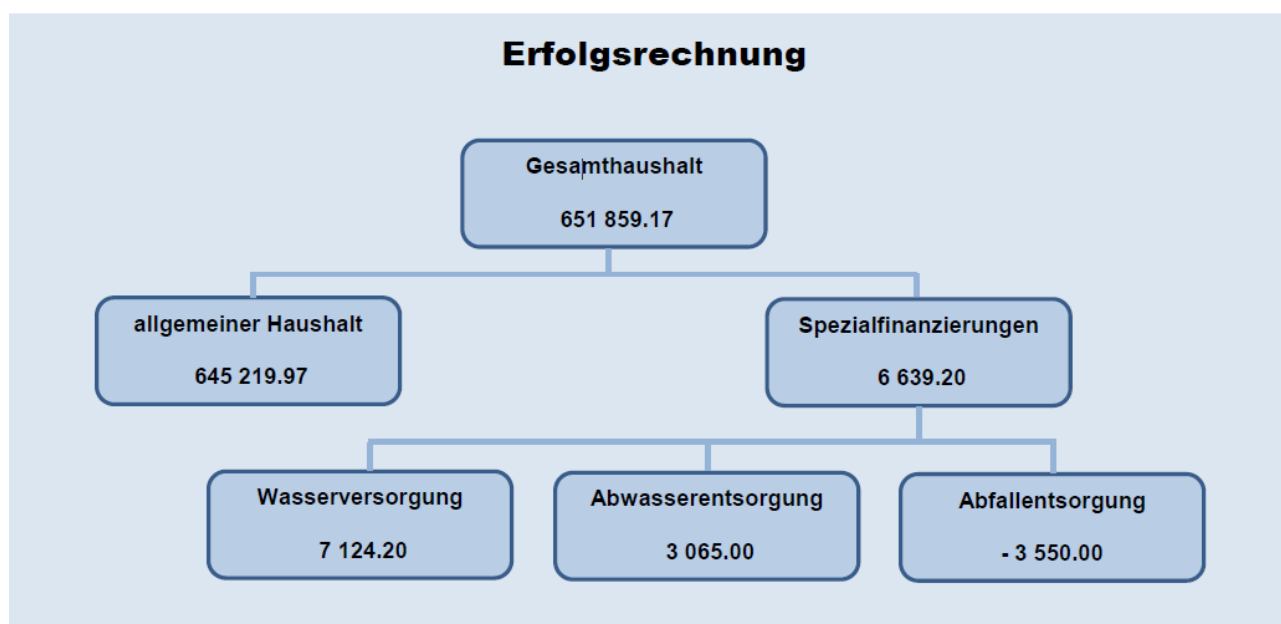 Erfolgsrechnung
Gesamthaushalt
651 859.17
allgemeiner Haushalt
645 219.97
Spezialfinanzierungen
6 639.20
Wasserversorgung
7 124.20
Abwasserentsorgung
3 065.00
Abfallentsorgung
- 3 550.00